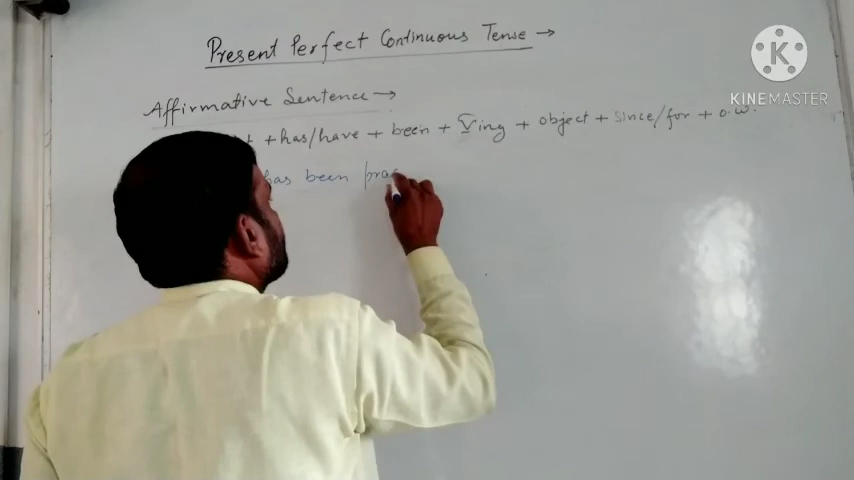 Present Perfect Continuous Tense →
K
KINEMASTER
Affirmative Sentence →
+ has/have + been + Ving + object + since/for + o.w.
has been prac